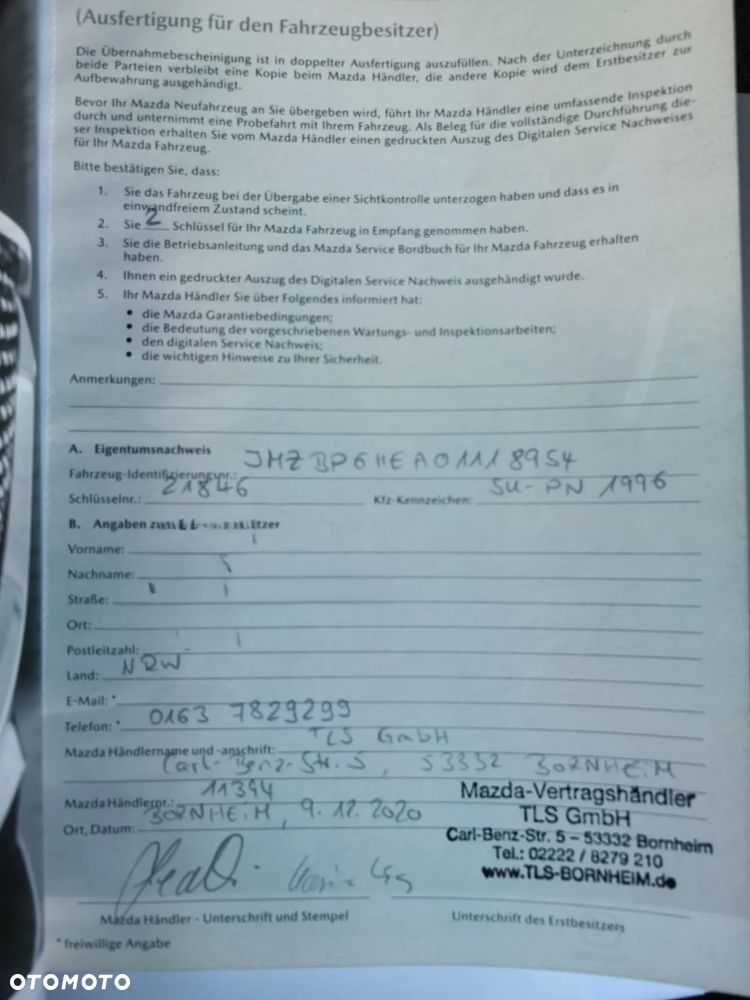 (Ausfertigung für den Fahrzeugbesitzer)
Die Übernahmebescheinigung ist in doppelter Ausfertigung auszufüllen. Nach der Unterzeichnung durch
beide Parteien verbleibt eine Kopie beim Mazda Händler, die andere Kopie wird dem Erstbesitzer zur
Aufbewahrung ausgehändigt.
Bevor Ihr Mazda Neufahrzeug an Sie übergeben wird, führt Ihr Mazda Händler eine umfassende Inspektion
durch und unternimmt eine Probefahrt mit Ihrem Fahrzeug. Als Beleg für die vollständige Durchführung die-
ser Inspektion erhalten Sie vom Mazda Händler einen gedruckten Auszug des Digitalen Service Nachweises
für Ihr Mazda Fahrzeug.
Bitte bestätigen Sie, dass:
1. Sie das Fahrzeug bei der Übergabe einer Sichtkontrolle unterzogen haben und dass es in
einwandfreiem Zustand scheint.
2. Sie 2 Schlüssel für Ihr Mazda Fahrzeug in Empfang genommen haben.
3. Sie die Betriebsanleitung und das Mazda Service Bordbuch für Ihr Mazda Fahrzeug erhalten
haben.
4. Ihnen ein gedruckter Auszug des Digitalen Service Nachweis ausgehändigt wurde.
5. Ihr Mazda Händler Sie über Folgendes informiert hat:
• die Mazda Garantiebedingungen;
• die Bedeutung der vorgeschriebenen Wartungs- und Inspektionsarbeiten;
• den digitalen Service Nachweis;
• die wichtigen Hinweise zu Ihrer Sicherheit.
Anmerkungen:
A. Eigentumsnachweis
Fahrzeug-Identifizierungsnr.: JMZBP6HEA01118954
Schlüsselnr.: 21846 Kfz-Kennzeichen: SU-PN 1996
B. Angaben zum
Vorname:
Nachname:
Straße:
Ort:
Postleitzahl:
Land: NRW
E-Mail: *
Telefon: * 0163 7829299
Mazda Händlername und -anschrift: TLS GmbH
Carl-Benz-Str. 5, 53332 BORNHEIM
Mazda Händlernr.: 11394
Ort, Datum: BORNHEIM, 9.12.2020
Mazda-Vertragshändler
TLS GmbH
Carl-Benz-Str. 5 – 53332 Bornheim
Tel.: 02222 / 8279 210
www.TLS-BORNHEIM.de
Mazda Händler - Unterschrift und Stempel Unterschrift des Erstbesitzers
* freiwillige Angabe
OTOMOTO